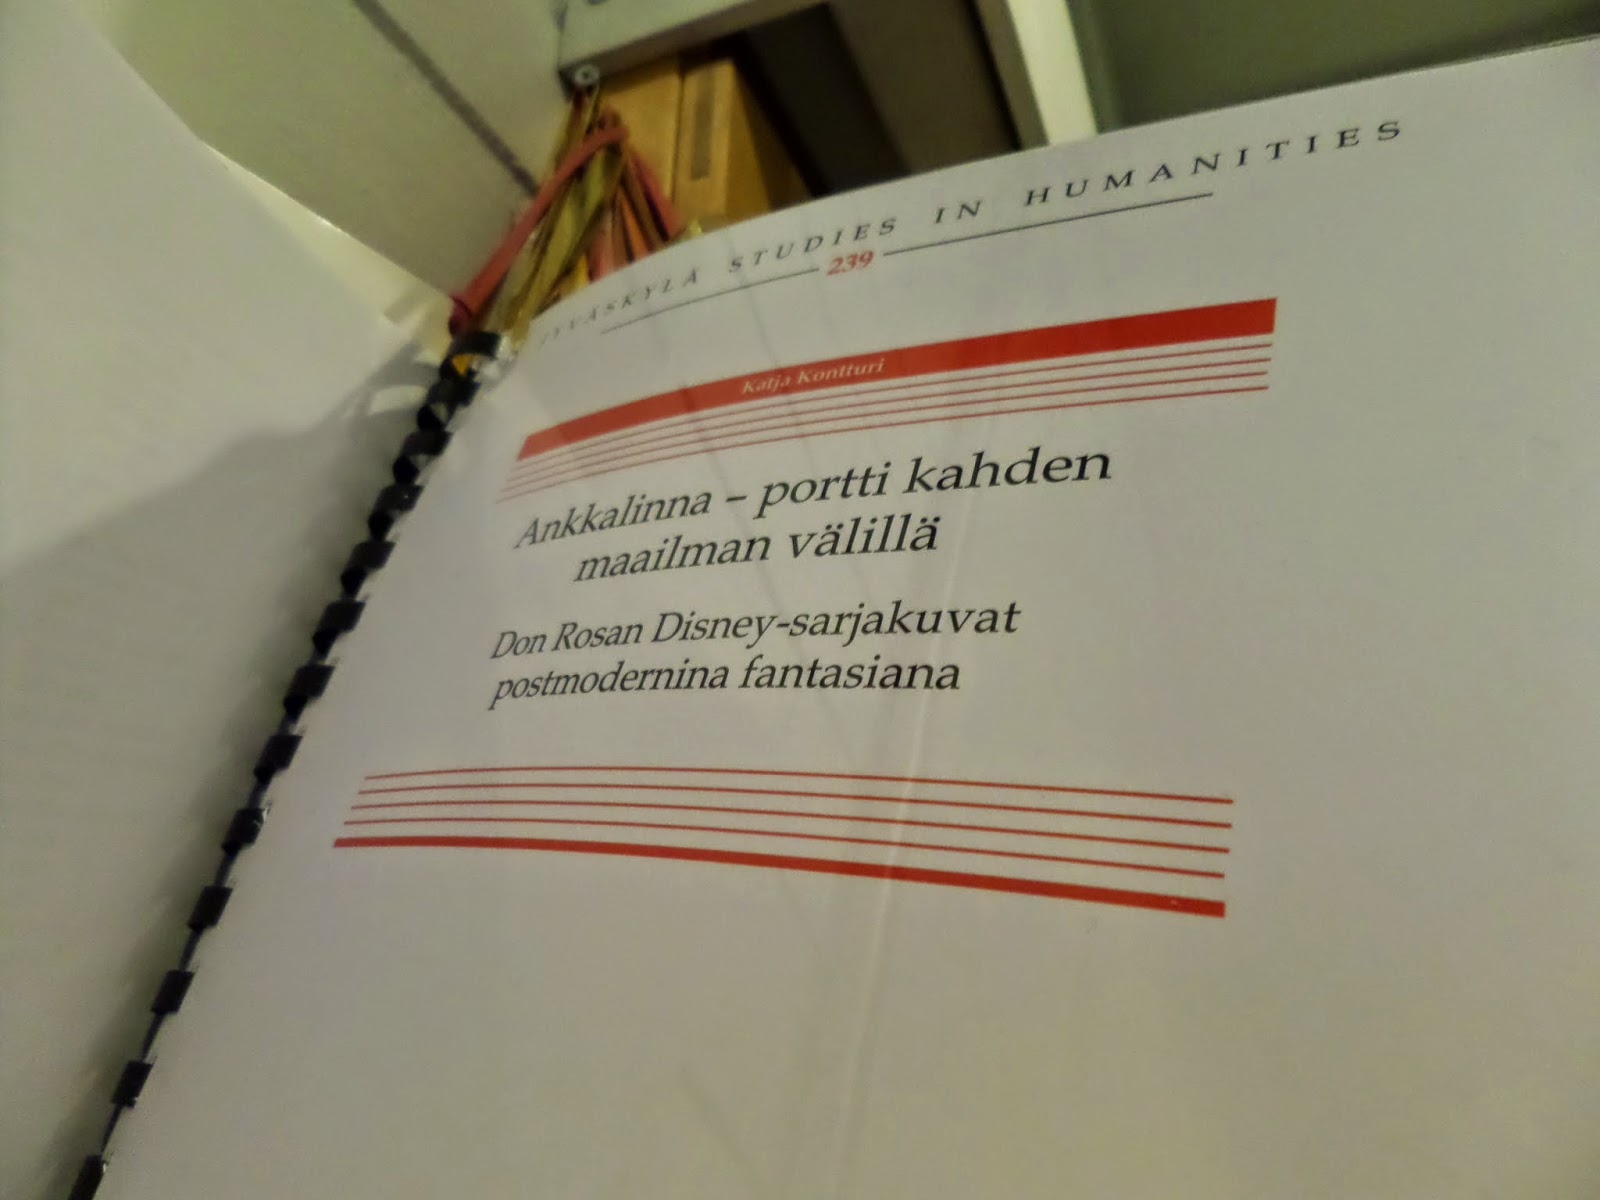 JYVÄSKYLÄ STUDIES IN HUMANITIES
239
Katja Kontturi
Ankkalinna – portti kahden
maailman välillä
Don Rosan Disney-sarjakuvat
postmodernina fantasiana